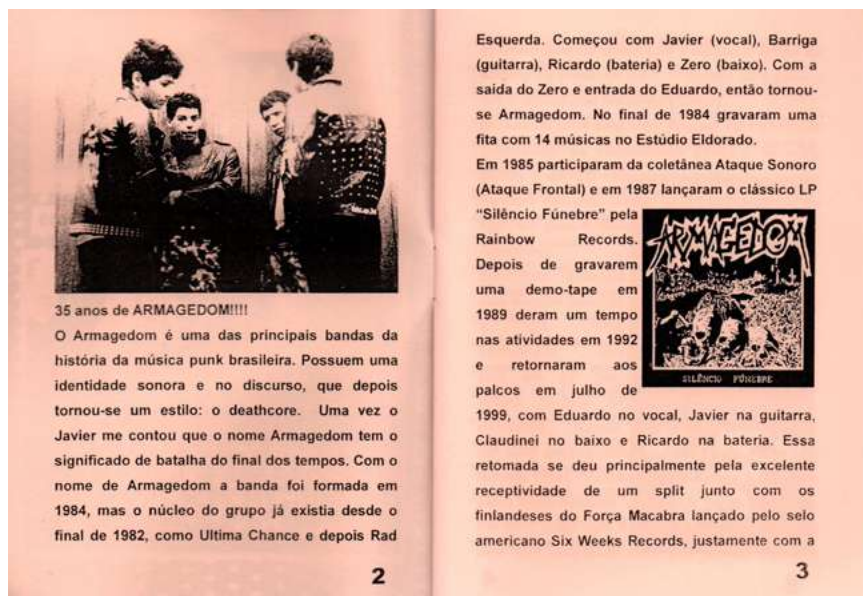 35 anos de ARMAGEDOM!!!!
O Armagedom é uma das principais bandas da
história da música punk brasileira. Possuem uma
identidade sonora e no discurso, que depois
tornou-se um estilo: o deathcore. Uma vez o
Javier me contou que o nome Armagedom tem o
significado de batalha do final dos tempos. Com o
nome de Armagedom a banda foi formada em
1984, mas o núcleo do grupo já existia desde o
final de 1982, como Ultima Chance e depois Rad
2
Esquerda. Começou com Javier (vocal), Barriga
(guitarra), Ricardo (bateria) e Zero (baixo). Com a
saida do Zero e entrada do Eduardo, então tornou-
se Armagedom. No final de 1984 gravaram uma
fita com 14 músicas no Estúdio Eldorado.
Em 1985 participaram da coletânea Ataque Sonoro
(Ataque Frontal) e em 1987 lançaram o clássico LP
"Silêncio Fúnebre" pela
Rainbow Records.
Depois de gravarem
uma demo-tape em
1989 deram um tempo
nas atividades em 1992
e retornaram aos
palcos em julho de
ARMAGEDOM
SILÊNCIO FÚNEBRE
1999, com Eduardo no vocal, Javier na guitarra,
Claudinei no baixo e Ricardo na bateria. Essa
retomada se deu principalmente pela excelente
receptividade de um split junto com os
finlandeses do Força Macabra lançado pelo selo
americano Six Weeks Records, justamente com a
3